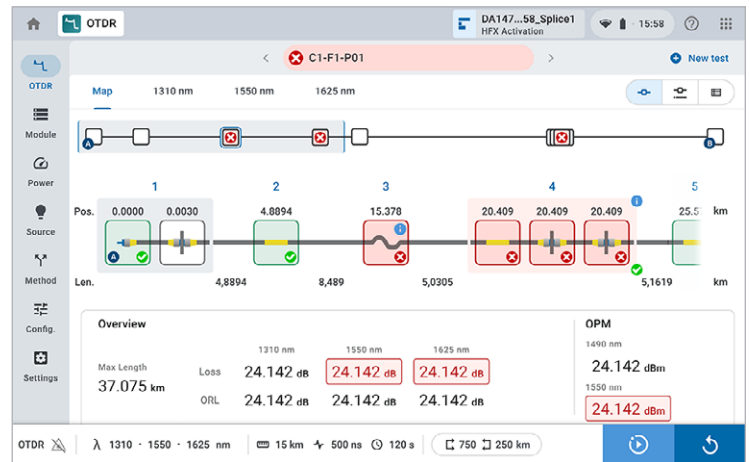 OTDR
DA147...58_Splice1
HFX Activation
15:58
C1-F1-P01
New test
OTDR
Module
Power
Source
Method
Config.
Settings
Map 1310 nm 1550 nm 1625 nm
A B
1 2 3 4 5
Pos. 0.0000 0.0030 4.8894 15.378 20.409 20.409 20.409 km
A
Len. 4,8894 8,489 5,0305 5,1619 km
Overview
1310 nm 1550 nm 1625 nm
Max Length
37.075 km
Loss 24.142 dB 24.142 dB 24.142 dB
ORL 24.142 dB 24.142 dB 24.142 dB
OPM
1490 nm
24.142 dBm
1550 nm
24.142 dBm
OTDR λ 1310 · 1550 · 1625 nm 15 km 500 ns 120 s 750 250 km